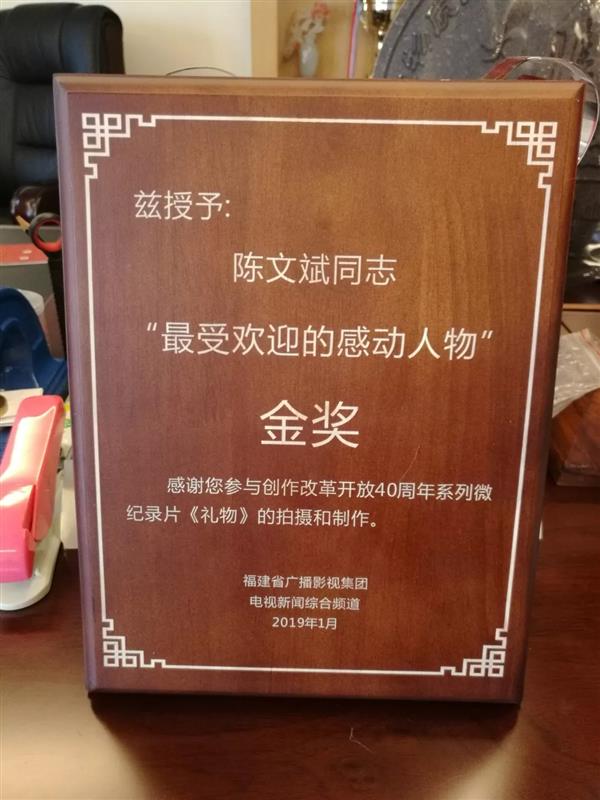 兹授予:
陈文斌同志
“最受欢迎的感动人物”
金奖
感谢您参与创作改革开放40周年系列微
纪录片《礼物》的拍摄和制作。
福建省广播影视集团
电视新闻综合频道
2019年1月